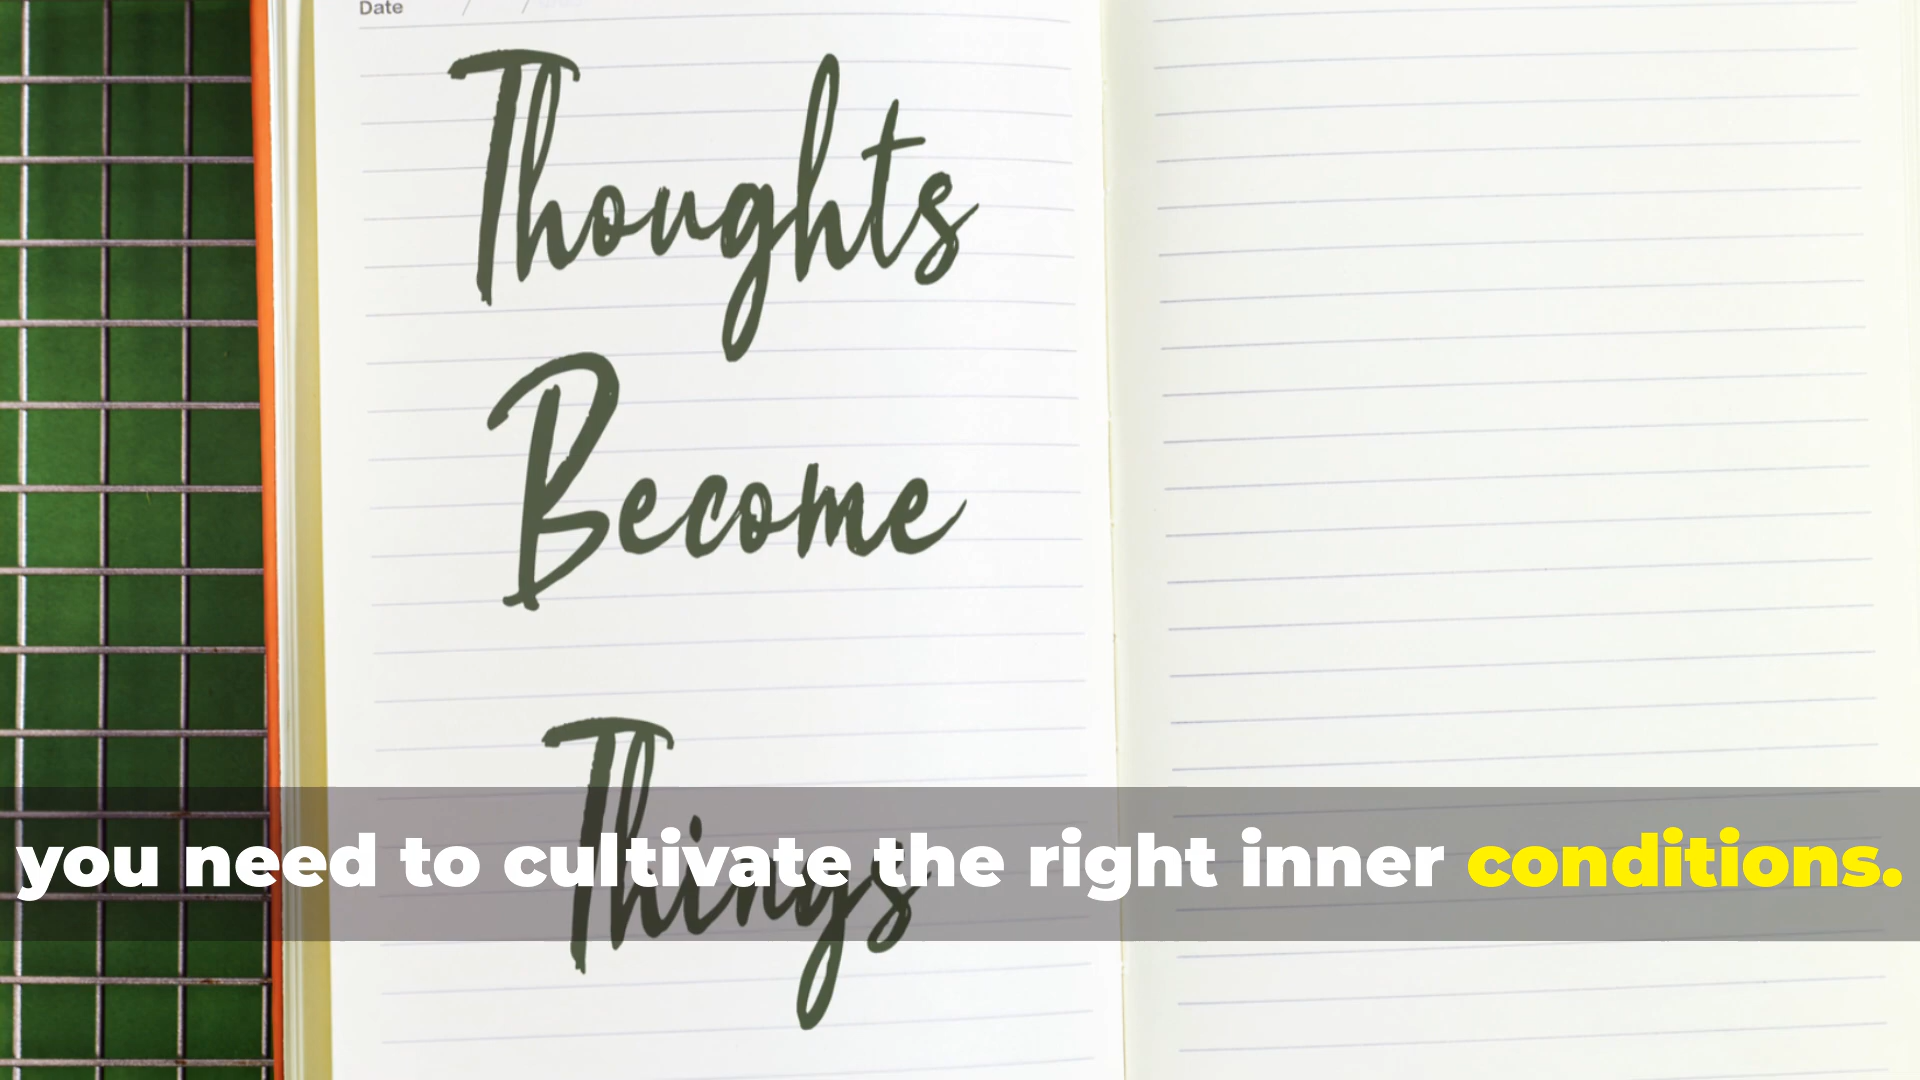 Date / /
Thoughts
Become
Things
you need to cultivate the right inner conditions.